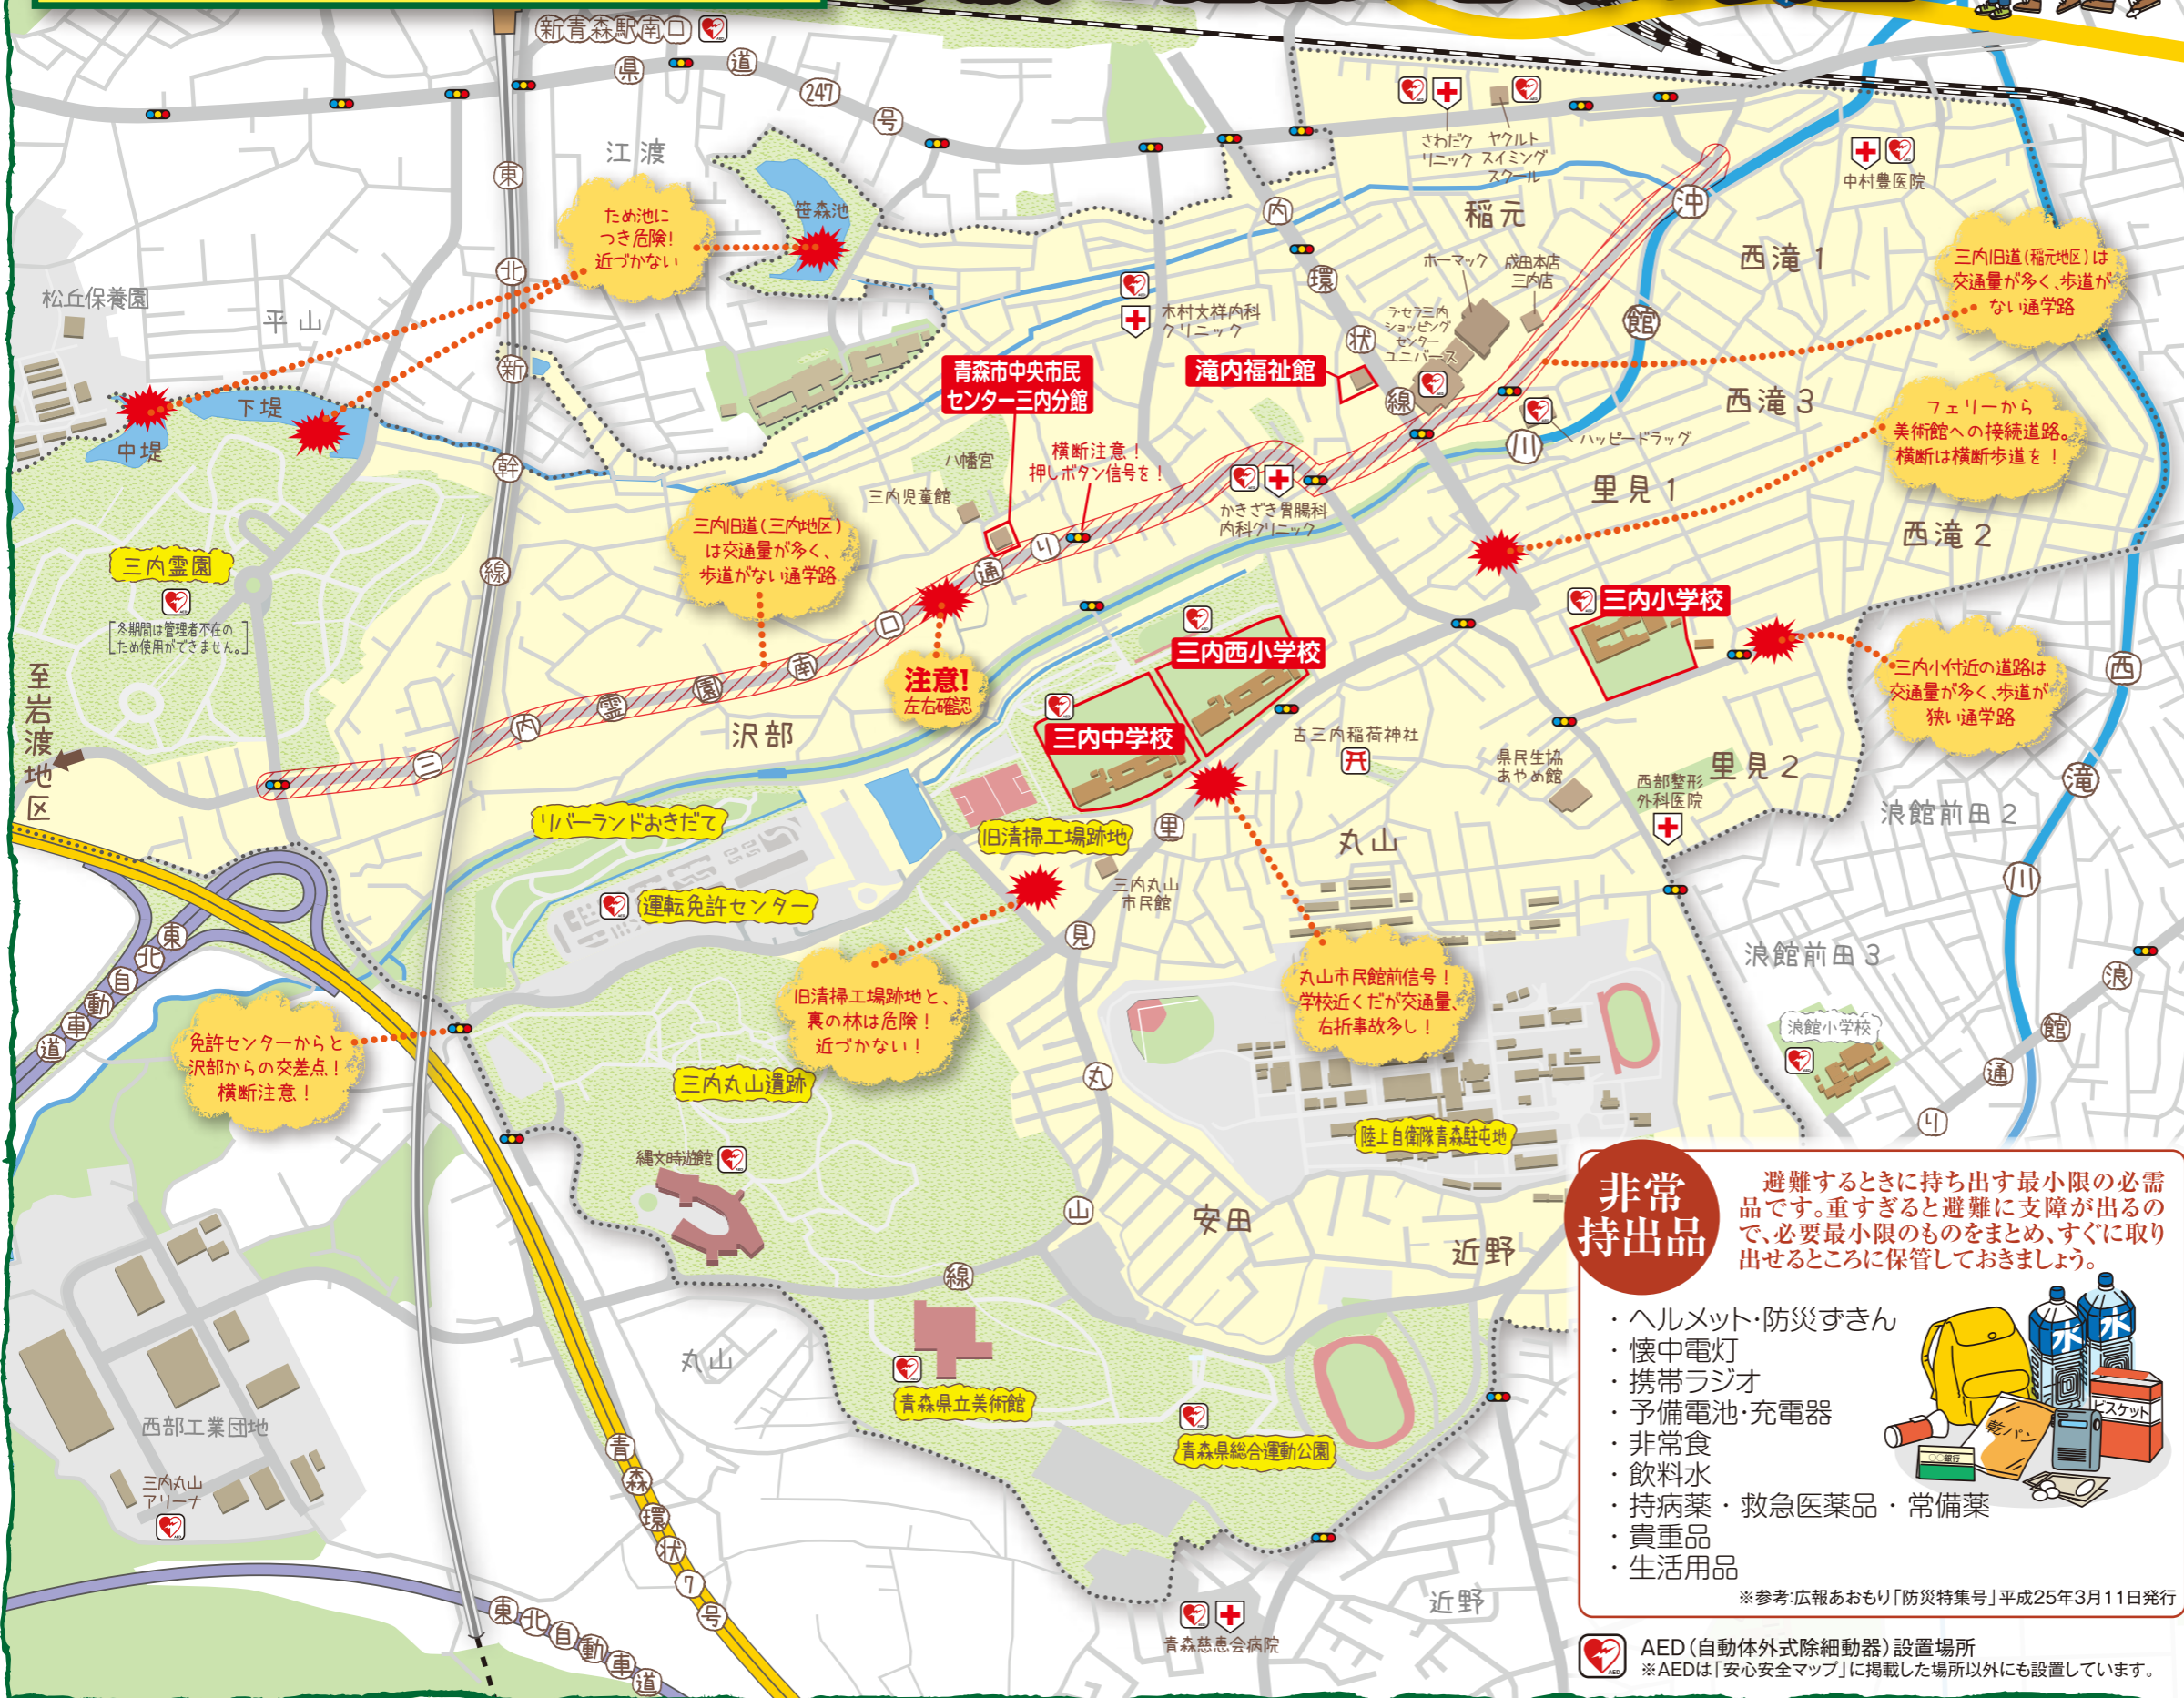 新青森駅南口
県道247号
江渡
東北新幹線
ため池に
つき危険!
近づかない
笹森池
松丘保養園
平山
下堤
中堤
さわだク
リニック
ヤクルト
スイミング
スクール
中村豊医院
稲元
内環状線
沖館川
西滝1
三内旧道(稲元地区)は
交通量が多く、歩道が
ない通学路
ホーマック
成田本店
三内店
ラ・セラ三内
ショッピング
センター
ユニバース
木村文祥内科
クリニック
青森市中央市民
センター三内分館
滝内福祉館
西滝3
フェリーから
美術館への接続道路。
横断は横断歩道を!
ハッピードラッグ
横断注意!
押しボタン信号を!
八幡宮
三内児童館
かきざき胃腸科
内科クリニック
里見1
西滝2
三内旧道(三内地区)
は交通量が多く、
歩道がない通学路
三内霊園
[冬期間は管理者不在の
ため使用ができません。]
三内霊園南口通り
注意!
左右確認
三内小学校
三内西小学校
三内中学校
三内小付近の道路は
交通量が多く、歩道が
狭い通学路
至岩渡地区
沢部
古三内稲荷神社
県民生協
あやめ館
西部整形
外科医院
里見2
西滝川
浪館前田2
リバーランドおきだて
旧清掃工場跡地
丸山
三内丸山
市民館
運転免許センター
里見丸山線
浪館前田3
浪館通り
浪館小学校
東北自動車道
免許センターからと
沢部からの交差点!
横断注意!
旧清掃工場跡地と、
裏の林は危険!
近づかない!
丸山市民館前信号!
学校近くだが交通量、
右折事故多し!
三内丸山遺跡
陸上自衛隊青森駐屯地
縄文時遊館
安田
近野
丸山
青森県立美術館
青森県総合運動公園
西部工業団地
三内丸山
アリーナ
青森環状7号
東北自動車道
青森慈恵会病院
近野
非常
持出品
避難するときに持ち出す最小限の必需
品です。重すぎると避難に支障が出るの
で、必要最小限のものをまとめ、すぐに取り
出せるところに保管しておきましょう。
・ヘルメット・防災ずきん
・懐中電灯
・携帯ラジオ
・予備電池・充電器
・非常食
・飲料水
・持病薬・救急医薬品・常備薬
・貴重品
・生活用品
水
水
ビスケット
乾パン
○○銀行
※参考:広報あおもり「防災特集号」平成25年3月11日発行
AED(自動体外式除細動器)設置場所
※AEDは「安心安全マップ」に掲載した場所以外にも設置しています。